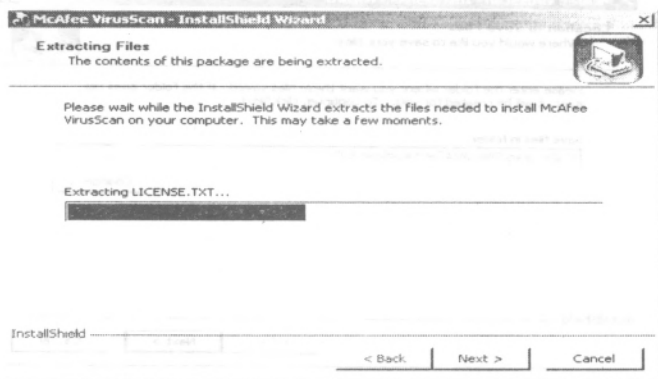 McAfee VirusScan - InstallShield Wizard
Extracting Files
The contents of this package are being extracted.
Please wait while the InstallShield Wizard extracts the files needed to install McAfee
VirusScan on your computer. This may take a few moments.
Extracting LICENSE.TXT...
InstallShield
< Back
Next >
Cancel